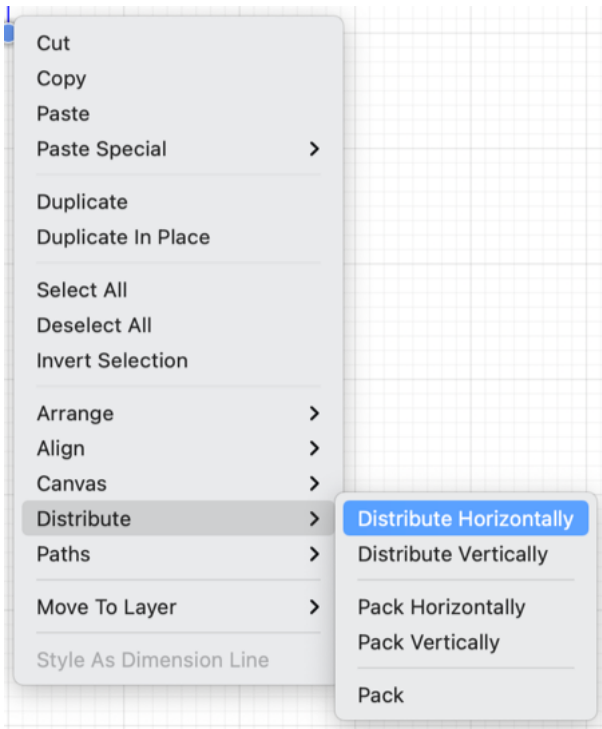 Cut
Copy
Paste
Paste Special
Duplicate
Duplicate In Place
Select All
Deselect All
Invert Selection
Arrange
Align
Canvas
Distribute
Paths
Move To Layer
Style As Dimension Line
Distribute Horizontally
Distribute Vertically
Pack Horizontally
Pack Vertically
Pack